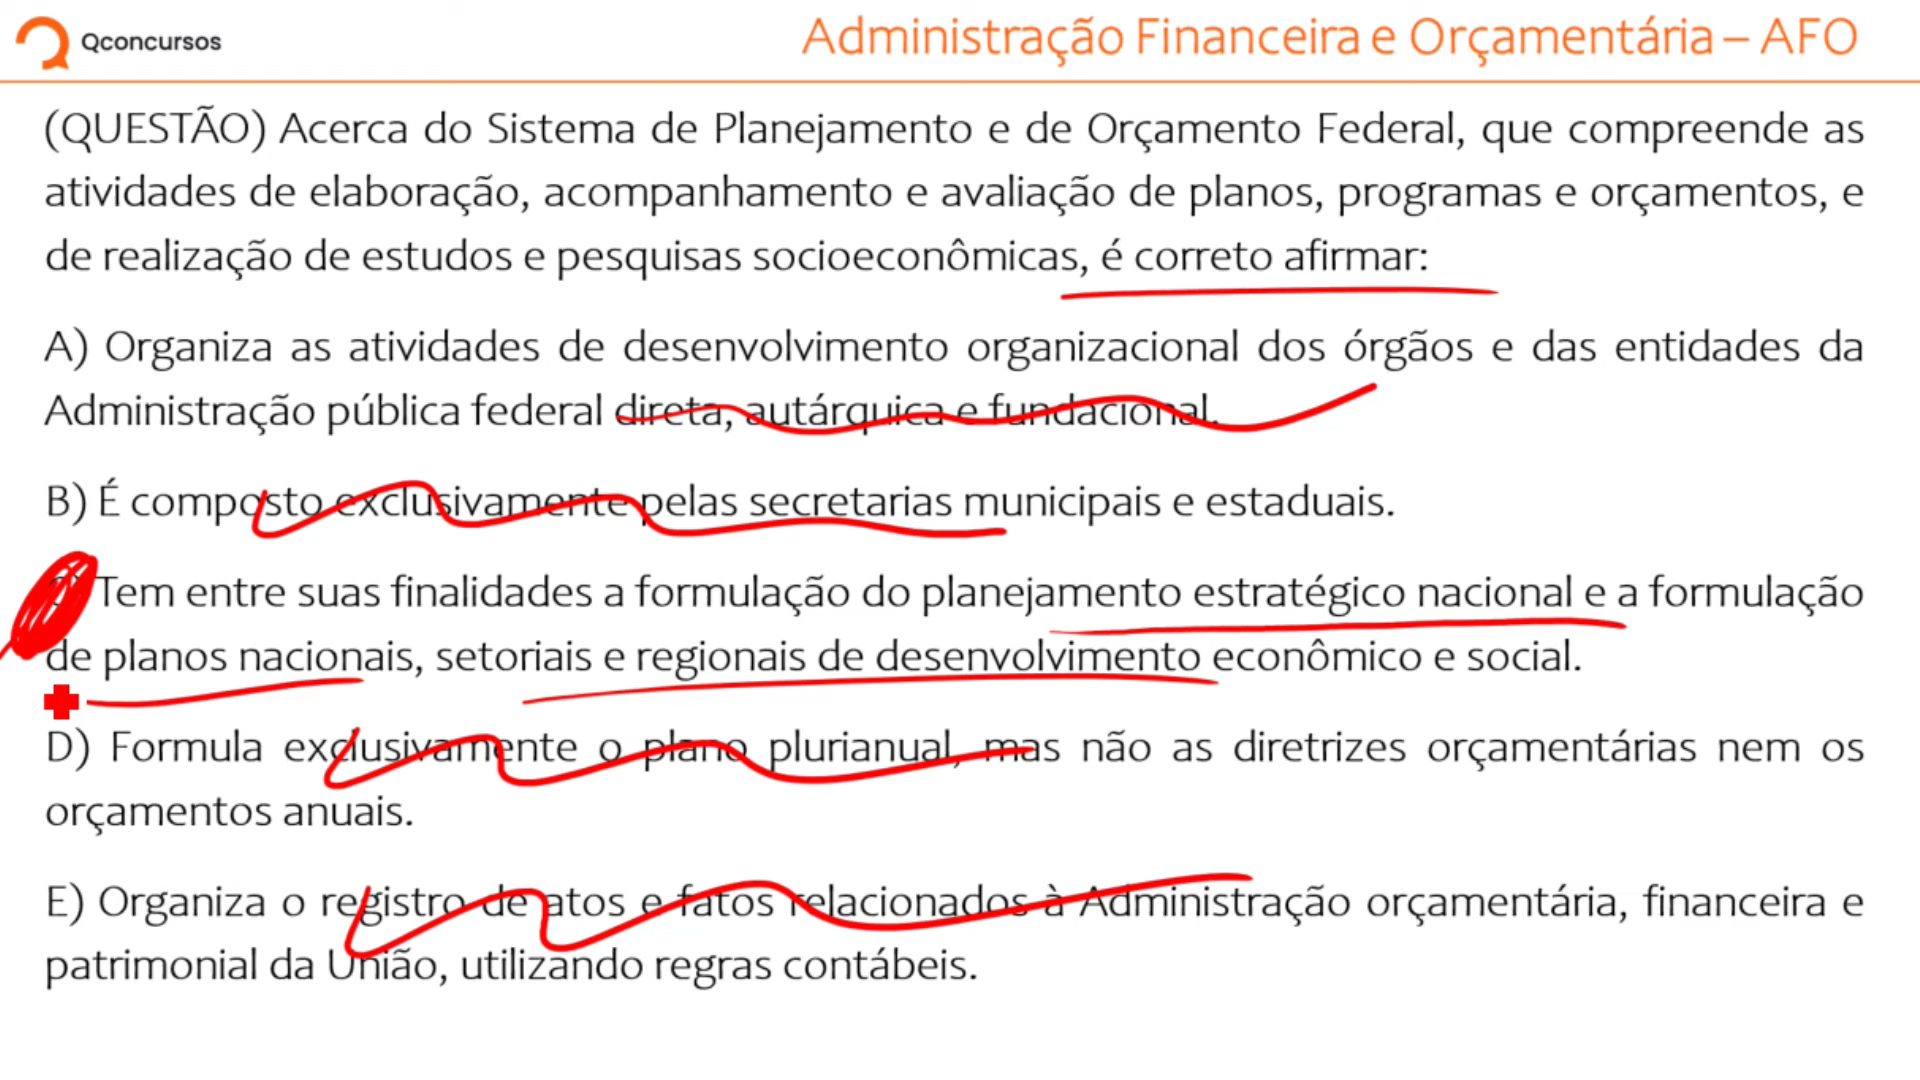 Qconcursos
Administração Financeira e Orçamentária – AFO
(QUESTÃO) Acerca do Sistema de Planejamento e de Orçamento Federal, que compreende as
atividades de elaboração, acompanhamento e avaliação de planos, programas e orçamentos, e
de realização de estudos e pesquisas socioeconômicas, é correto afirmar:
A) Organiza as atividades de desenvolvimento organizacional dos órgãos e das entidades da
Administração pública federal direta, autárquica e fundacional.
B) É composto exclusivamente pelas secretarias municipais e estaduais.
Tem entre suas finalidades a formulação do planejamento estratégico nacional e a formulação
de planos nacionais, setoriais e regionais de desenvolvimento econômico e social.
D) Formula exclusivamente o plano plurianual, mas não as diretrizes orçamentárias nem os
orçamentos anuais.
E) Organiza o registro de atos e fatos relacionados à Administração orçamentária, financeira e
patrimonial da União, utilizando regras contábeis.